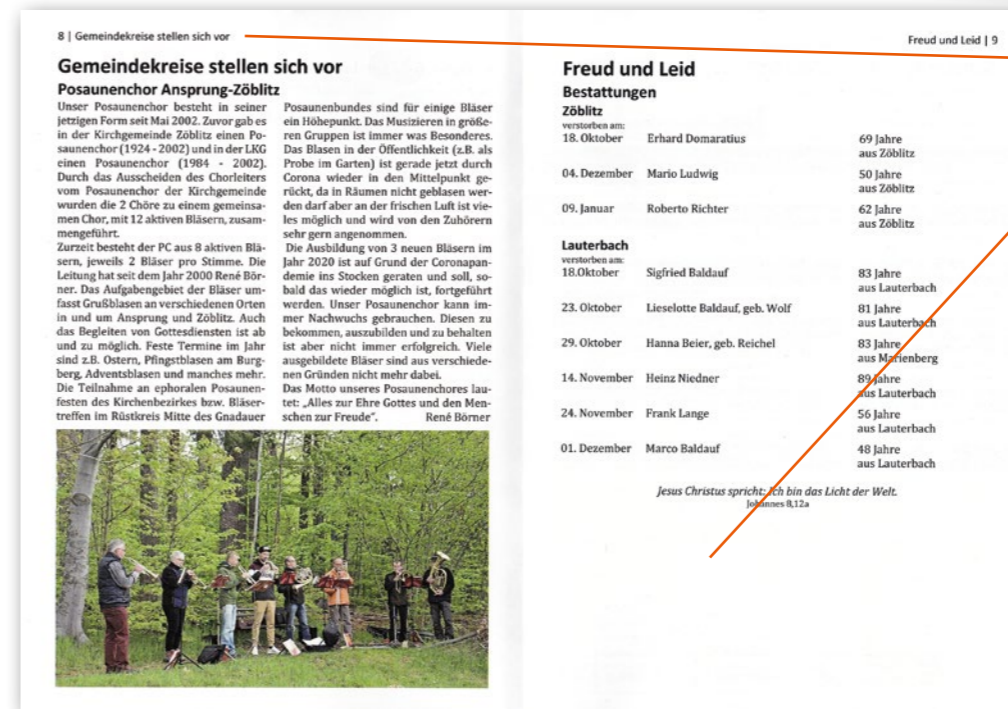 8 | Gemeindekreise stellen sich vor
Gemeindekreise stellen sich vor
Posaunenchor Ansprung-Zöblitz
Unser Posaunenchor besteht in seiner
jetzigen Form seit Mai 2002. Zuvor gab es
in der Kirchgemeinde Zöblitz einen Po-
saunenchor (1924 - 2002) und in der LKG
einen Posaunenchor (1984 - 2002).
Durch das Ausscheiden des Chorleiters
vom Posaunenchor der Kirchgemeinde
wurden die 2 Chöre zu einem gemeinsa-
men Chor, mit 12 aktiven Bläsern, zusam-
mengeführt.
Zurzeit besteht der PC aus 8 aktiven Blä-
sern, jeweils 2 Bläser pro Stimme. Die
Leitung hat seit dem Jahr 2000 René Bör-
ner. Das Aufgabengebiet der Bläser um-
fasst Grußblasen an verschiedenen Orten
in und um Ansprung und Zöblitz. Auch
das Begleiten von Gottesdiensten ist ab
und zu möglich. Feste Termine im Jahr
sind z.B. Ostern, Pfingstblasen am Burg-
berg, Adventsblasen und manches mehr.
Die Teilnahme an ephoralen Posaunen-
festen des Kirchenbezirkes bzw. Bläser-
treffen im Rüstkreis Mitte des Gnadauer
Posaunenbundes sind für einige Bläser
ein Höhepunkt. Das Musizieren in größe-
ren Gruppen ist immer was Besonderes.
Das Blasen in der Öffentlichkeit (z.B. als
Probe im Garten) ist gerade jetzt durch
Corona wieder in den Mittelpunkt ge-
rückt, da in Räumen nicht geblasen wer-
den darf aber an der frischen Luft ist vie-
les möglich und wird von den Zuhörern
sehr gern angenommen.
Die Ausbildung von 3 neuen Bläsern im
Jahr 2020 ist auf Grund der Coronapan-
demie ins Stocken geraten und soll, so-
bald das wieder möglich ist, fortgeführt
werden. Unser Posaunenchor kann im-
mer Nachwuchs gebrauchen. Diesen zu
bekommen, auszubilden und zu behalten
ist aber nicht immer erfolgreich. Viele
ausgebildete Bläser sind aus verschiede-
nen Gründen nicht mehr dabei.
Das Motto unseres Posaunenchores lau-
tet: „Alles zur Ehre Gottes und den Men-
schen zur Freude“. René Börner
Freud und Leid | 9
Freud und Leid
Bestattungen
Zöblitz
verstorben am:
18. Oktober Erhard Domaratius 69 Jahre
aus Zöblitz
04. Dezember Mario Ludwig 50 Jahre
aus Zöblitz
09. Januar Roberto Richter 62 Jahre
aus Zöblitz
Lauterbach
verstorben am:
18.Oktober Sigfried Baldauf 83 Jahre
aus Lauterbach
23. Oktober Lieselotte Baldauf, geb. Wolf 81 Jahre
aus Lauterbach
29. Oktober Hanna Beier, geb. Reichel 83 Jahre
aus Marienberg
14. November Heinz Niedner 89 Jahre
aus Lauterbach
24. November Frank Lange 56 Jahre
aus Lauterbach
01. Dezember Marco Baldauf 48 Jahre
aus Lauterbach
Jesus Christus spricht: Ich bin das Licht der Welt.
Johannes 8,12a